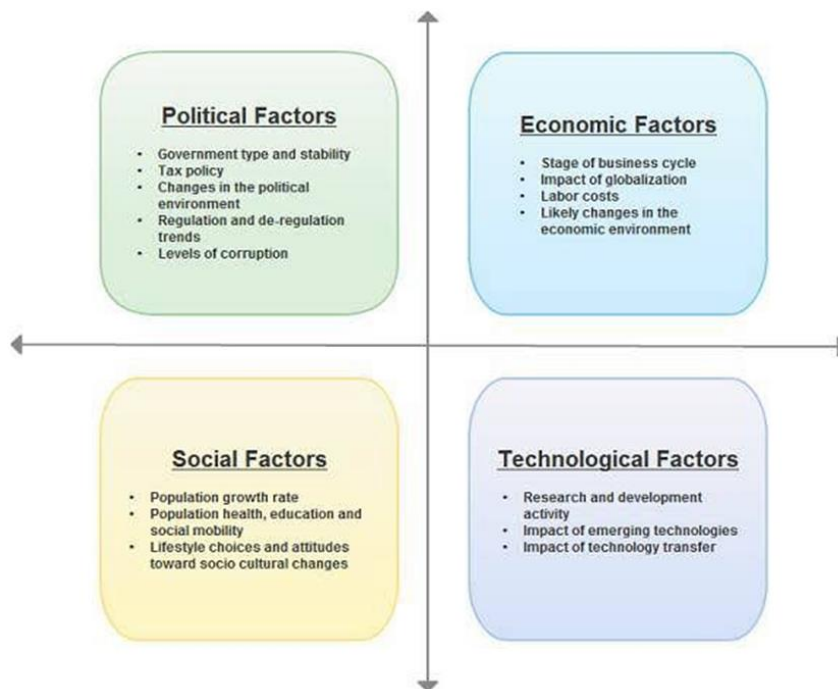 Political Factors
• Government type and stability
• Tax policy
• Changes in the political
environment
• Regulation and de-regulation
trends
• Levels of corruption
Economic Factors
• Stage of business cycle
• Impact of globalization
• Labor costs
• Likely changes in the
economic environment
Social Factors
• Population growth rate
• Population health, education and
social mobility
• Lifestyle choices and attitudes
toward socio cultural changes
Technological Factors
• Research and development
activity
• Impact of emerging technologies
• Impact of technology transfer